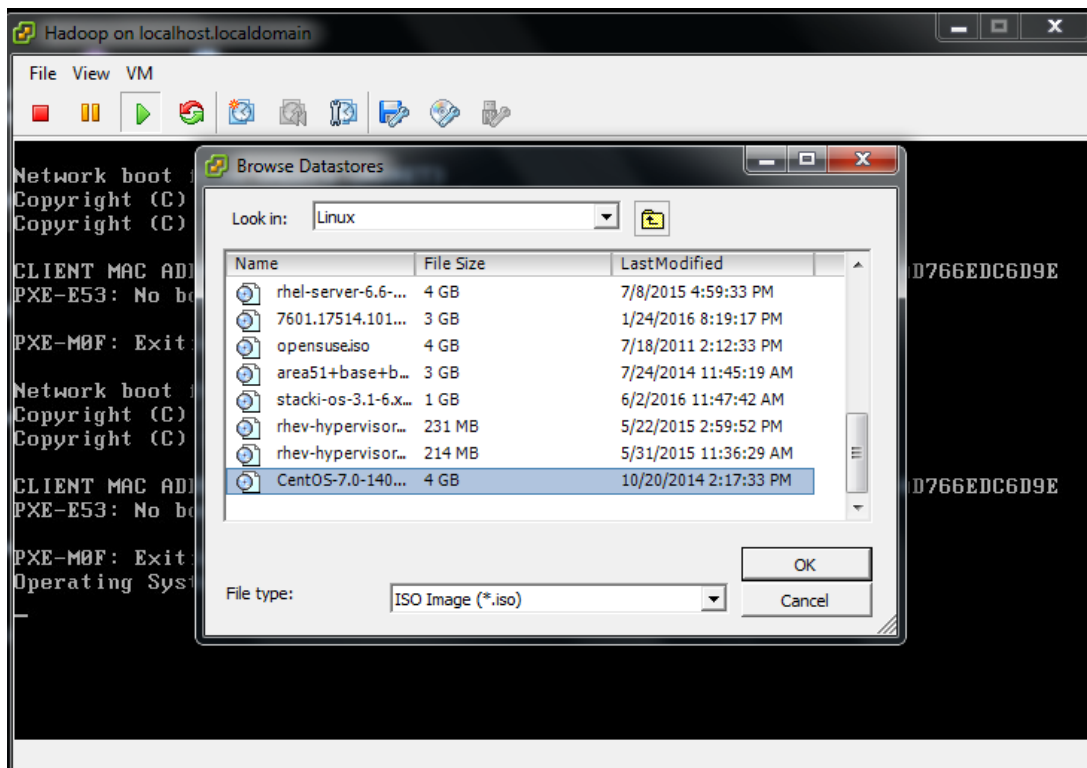 Hadoop on localhost.localdomain
File View VM
Network boot
Copyright (C)
Copyright (C)
CLIENT MAC
D766EDC6D9E
PXE-E53: No
PXE-M0F:
Network boot
Copyright (C)
Copyright (C)
CLIENT MAC
D766EDC6D9E
PXE-E53: No
PXE-M0F:
Operating
Browse Datastores
Look in: Linux
Name File Size LastModified
rhel-server-6.6-... 4 GB 7/8/2015 4:59:33 PM
7601.17514.101... 3 GB 1/24/2016 8:19:17 PM
opensuse.iso 4 GB 7/18/2011 2:12:33 PM
area51+base+b... 3 GB 7/24/2014 11:45:19 AM
stacki-os-3.1-6.x... 1 GB 6/2/2016 11:47:42 AM
rhev-hypervisor... 231 MB 5/22/2015 2:59:52 PM
rhev-hypervisor... 214 MB 5/31/2015 11:36:29 AM
CentOS-7.0-140... 4 GB 10/20/2014 2:17:33 PM
OK
File type: ISO Image (*.iso)
Cancel